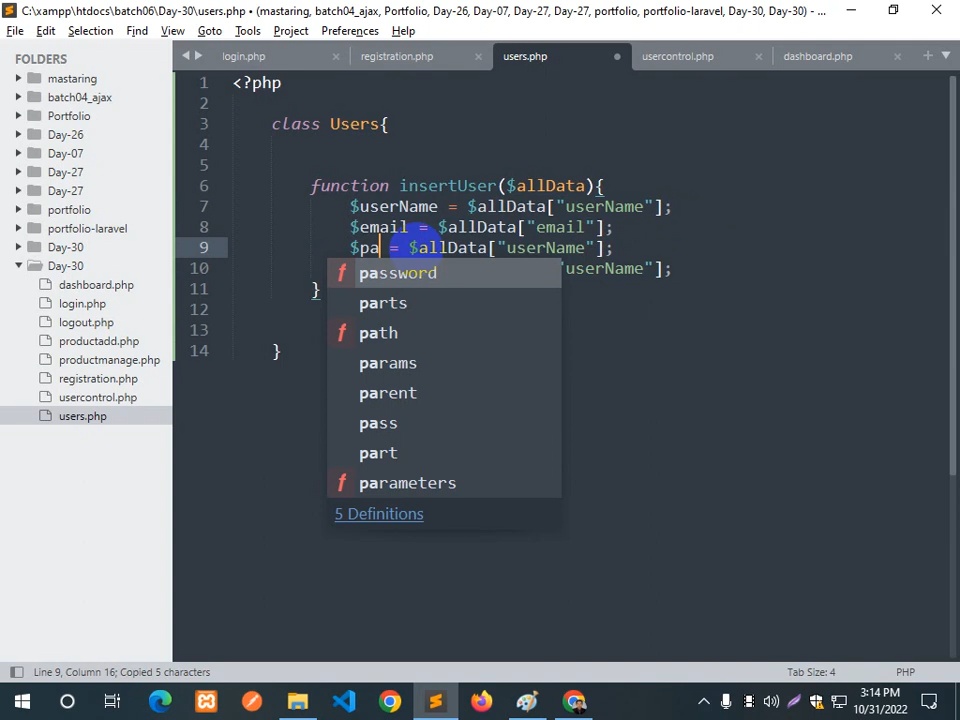 C:\xampp\htdocs\batch06\Day-30\users.php • (mastaring, batch04_ajax, Portfolio, Day-26, Day-07, Day-27, Day-27, portfolio, portfolio-laravel, Day-30, Day-30) - ...
File Edit Selection Find View Goto Tools Project Preferences Help
FOLDERS
mastaring
batch04_ajax
Portfolio
Day-26
Day-07
Day-27
Day-27
portfolio
portfolio-laravel
Day-30
Day-30
dashboard.php
login.php
logout.php
productadd.php
productmanage.php
registration.php
usercontrol.php
users.php
login.php registration.php users.php usercontrol.php dashboard.php
1 <?php
2
3 class Users{
4
5
6 function insertUser($allData){
7 $userName = $allData["userName"];
8 $email = $allData["email"];
9 $pa = $allData["userName"];
10 "userName"];
11 }
12
13
14 }
f password
parts
f path
params
parent
pass
part
f parameters
5 Definitions
Line 9, Column 16; Copied 5 characters
Tab Size: 4 PHP
3:14 PM
10/31/2022